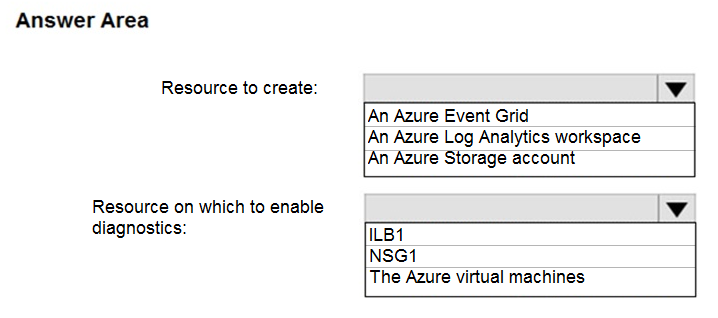 Answer Area
Resource to create:
An Azure Event Grid
An Azure Log Analytics workspace
An Azure Storage account
Resource on which to enable
diagnostics:
ILB1
NSG1
The Azure virtual machines